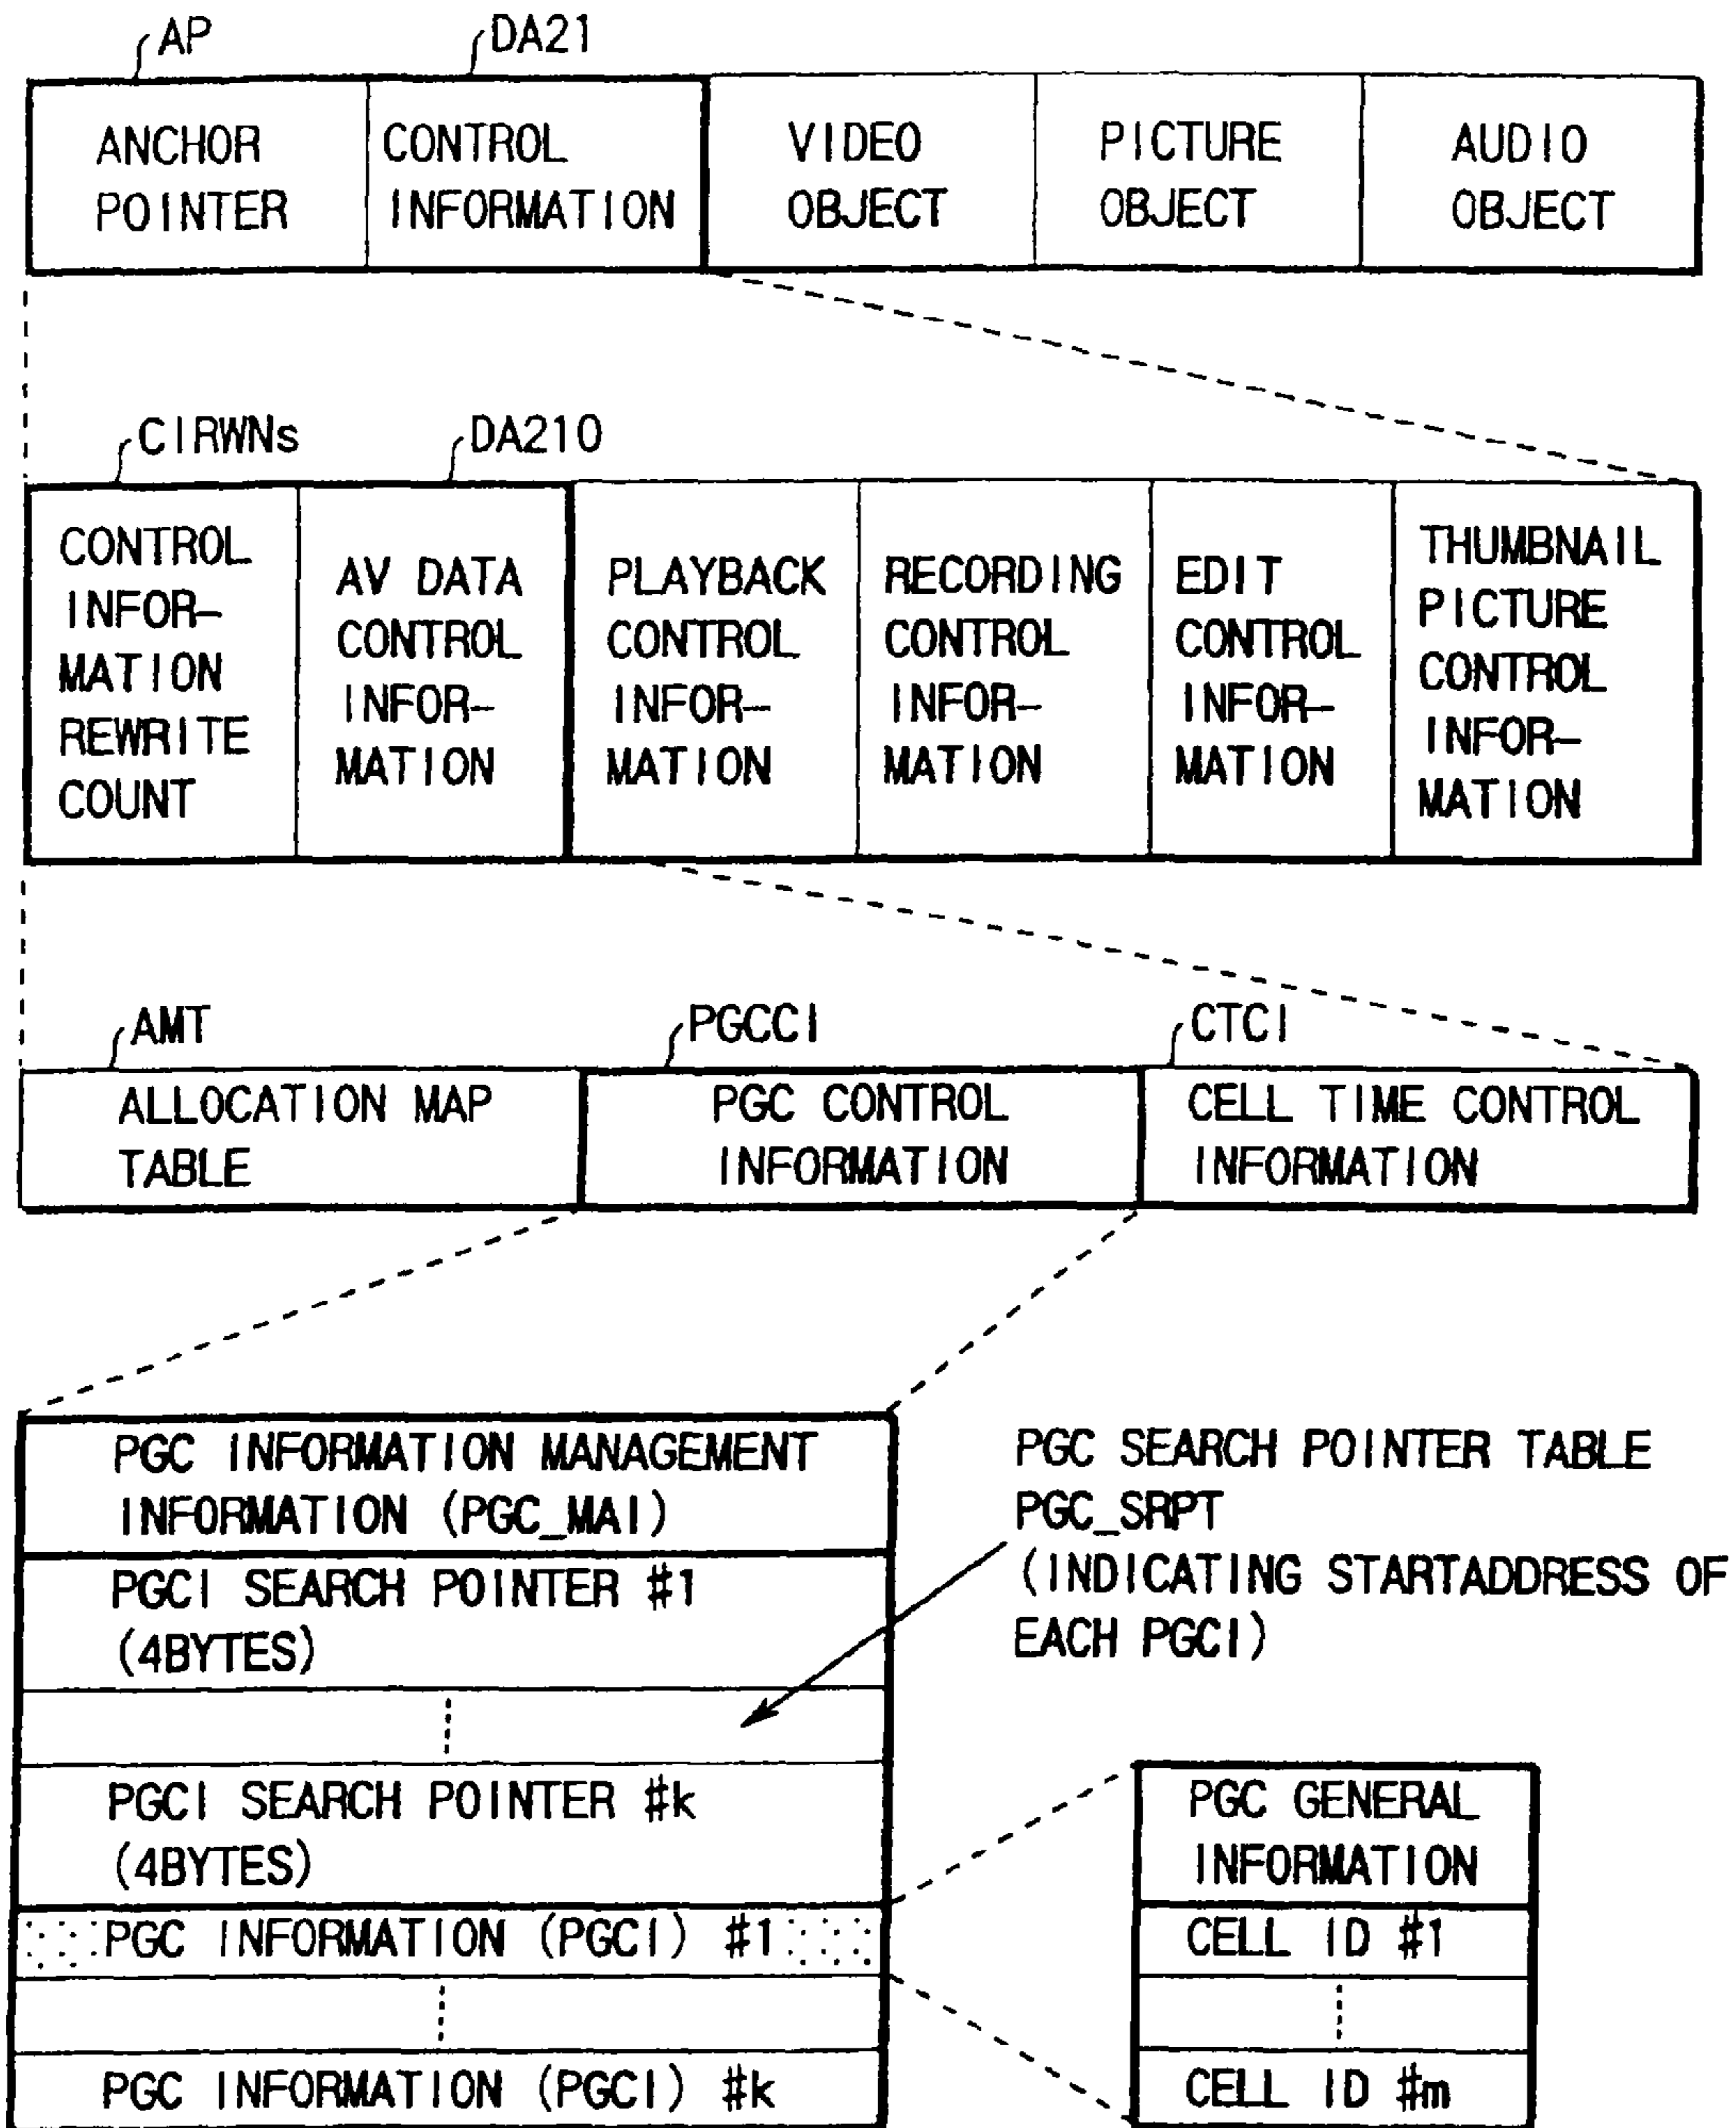 AP
DA21
ANCHOR
POINTER
CONTROL
INFORMATION
VIDEO
OBJECT
PICTURE
OBJECT
AUDIO
OBJECT
CIRWNs
DA210
CONTROL
INFOR-
MATION
REWRITE
COUNT
AV DATA
CONTROL
INFOR-
MATION
PLAYBACK
CONTROL
INFOR-
MATION
RECORDING
CONTROL
INFOR-
MATION
EDIT
CONTROL
INFOR-
MATION
THUMBNAIL
PICTURE
CONTROL
INFOR-
MATION
AMT
PGCCI
CTCI
ALLOCATION MAP
TABLE
PGC CONTROL
INFORMATION
CELL TIME CONTROL
INFORMATION
PGC INFORMATION MANAGEMENT
INFORMATION (PGC_MAI)
PGCI SEARCH POINTER #1
(4BYTES)
PGCI SEARCH POINTER #k
(4BYTES)
PGC INFORMATION (PGCI) #1
PGC INFORMATION (PGCI) #k
PGC SEARCH POINTER TABLE
PGC_SRPT
(INDICATING STARTADDRESS OF
EACH PGCI)
PGC GENERAL
INFORMATION
CELL ID #1
CELL ID #m